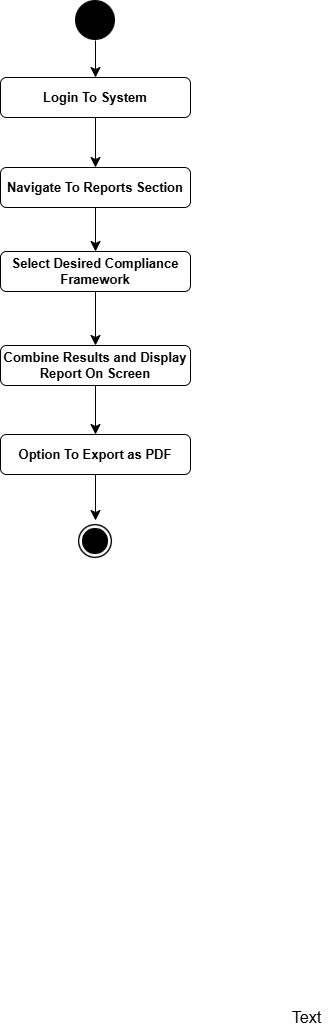 Login To System
Navigate To Reports Section
Select Desired Compliance
Framework
Combine Results and Display
Report On Screen
Option To Export as PDF
Text